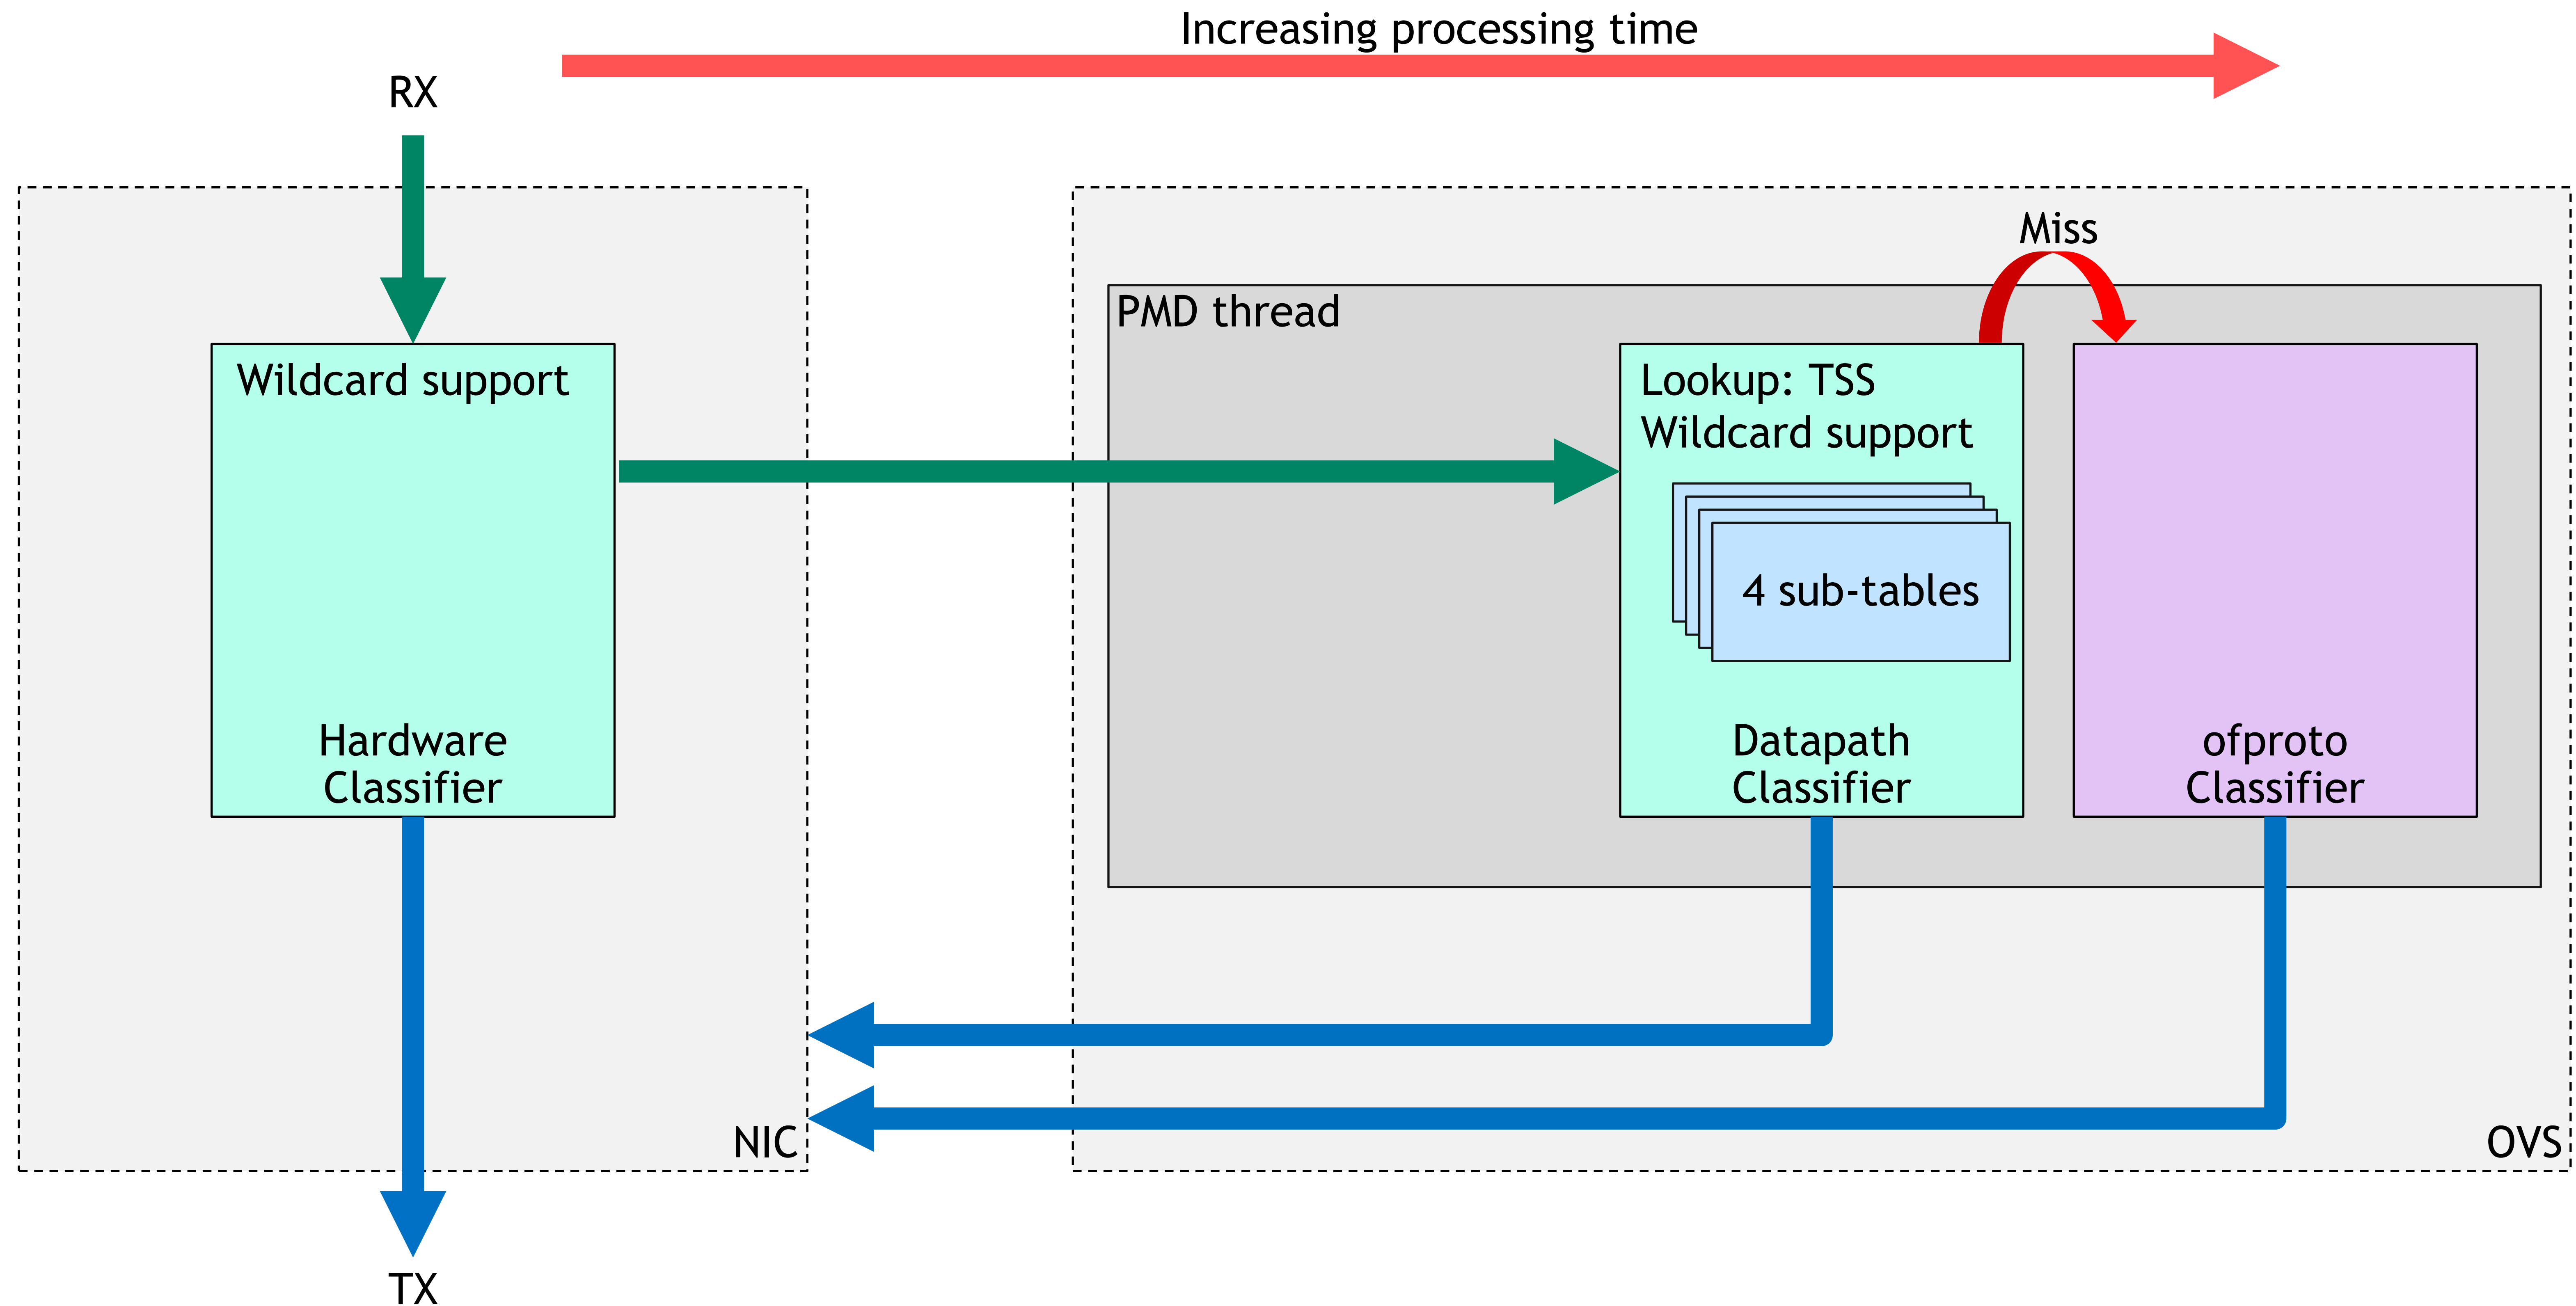 Increasing processing time
RX
Miss
PMD thread
Wildcard support
Lookup: TSS
Wildcard support
4 sub-tables
Hardware
Classifier
Datapath
Classifier
ofproto
Classifier
NIC
OVS
TX